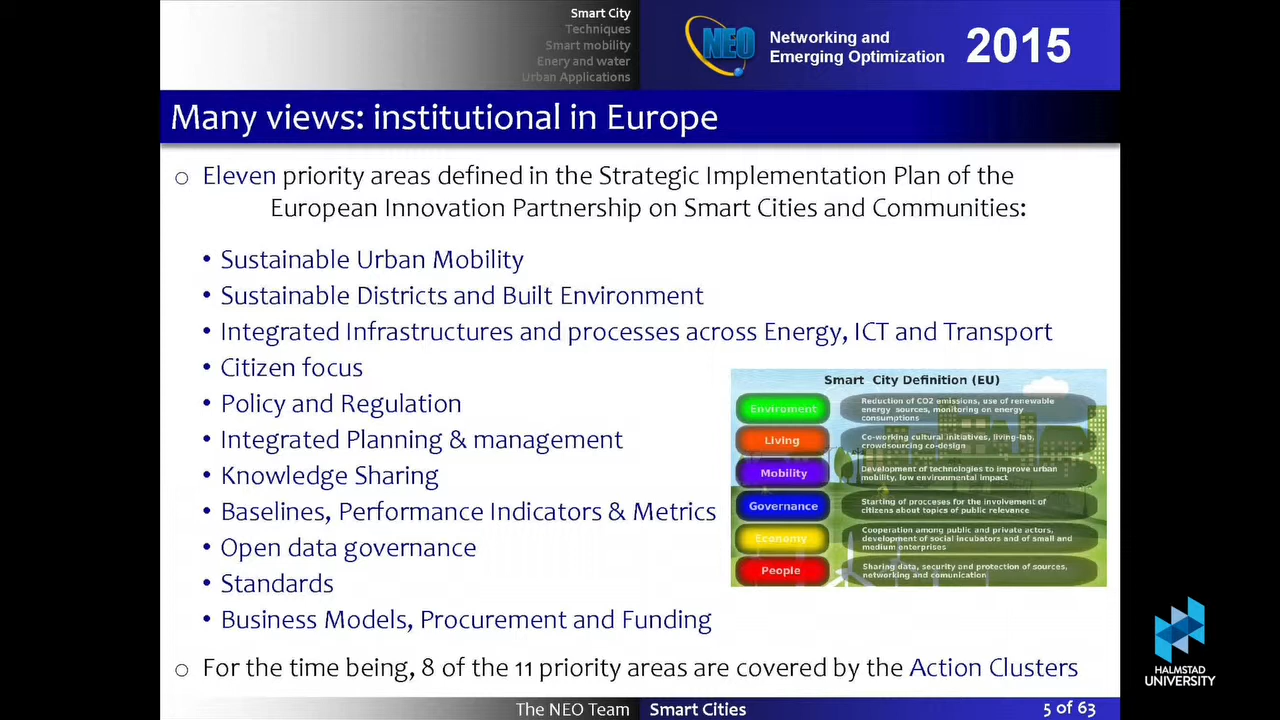 Smart City
Techniques
Smart mobility
Enery and water
Urban Applications
NEO
Networking and
Emerging Optimization
2015
Many views: institutional in Europe
Eleven priority areas defined in the Strategic Implementation Plan of the
European Innovation Partnership on Smart Cities and Communities:
• Sustainable Urban Mobility
• Sustainable Districts and Built Environment
• Integrated Infrastructures and processes across Energy, ICT and Transport
• Citizen focus
• Policy and Regulation
• Integrated Planning & management
• Knowledge Sharing
• Baselines, Performance Indicators & Metrics
• Open data governance
• Standards
• Business Models, Procurement and Funding
Smart City Definition (EU)
Enviroment
Reduction of CO2 emissions, use of renewable
energy sources, monitoring on energy
consumptions
Living
Co-working cultural initiatives, living-lab,
crowdsourcing co-design
Mobility
Development of technologies to improve urban
mobility, low environmental impact
Governance
Starting of procceses for the involvement of
citizens about topics of public relevance
Economy
Cooperation among public and private actors,
development of social incubators and of small and
medium enterprises
People
Sharing data, security and protection of sources,
networking and comunication
For the time being, 8 of the 11 priority areas are covered by the Action Clusters
The NEO Team
Smart Cities
5 of 63
HALMSTAD
UNIVERSITY